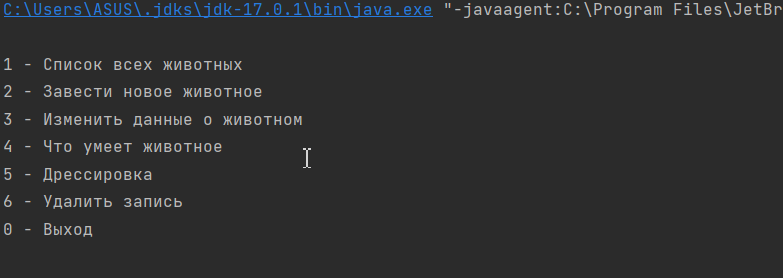 C:\Users\ASUS\.jdks\jdk-17.0.1\bin\java.exe "-javaagent:C:\Program Files\JetBr
1 - Список всех животных
2 - Завести новое животное
3 - Изменить данные о животном
4 - Что умеет животное
5 - Дрессировка
6 - Удалить запись
0 - Выход